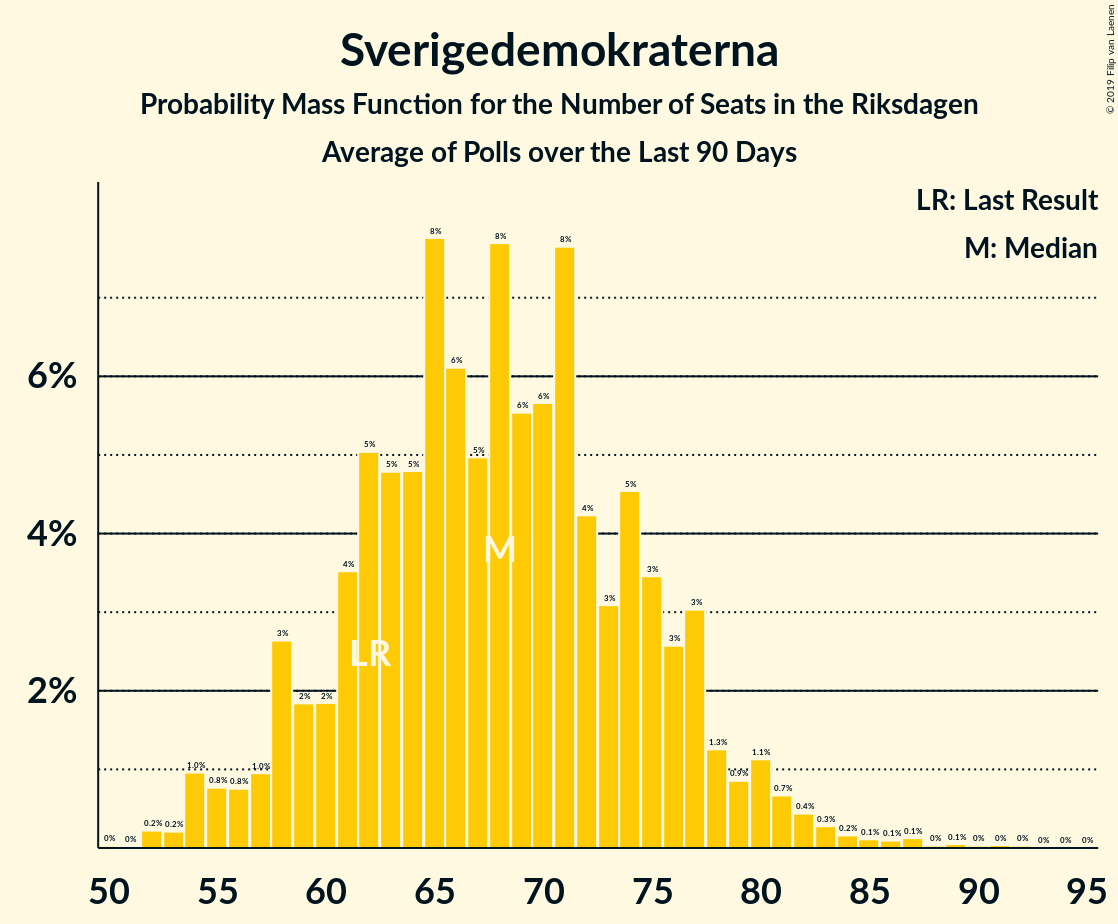 Sverigedemokraterna
Probability Mass Function for the Number of Seats in the Riksdagen
Average of Polls over the Last 90 Days
© 2019 Filip van Laenen
LR: Last Result
M: Median
6%
4%
2%
0% 0% 0.2% 0.2% 1.0% 0.8% 0.8% 1.0% 3% 2% 2% 4% 5% 5% 5% 8% 6% 5% 8% 6% 6% 8% 4% 3% 5% 3% 3% 3% 1.3% 0.9% 1.1% 0.7% 0.4% 0.3% 0.2% 0.1% 0.1% 0.1% 0% 0.1% 0% 0% 0% 0% 0% 0%
M
LR
50 55 60 65 70 75 80 85 90 95